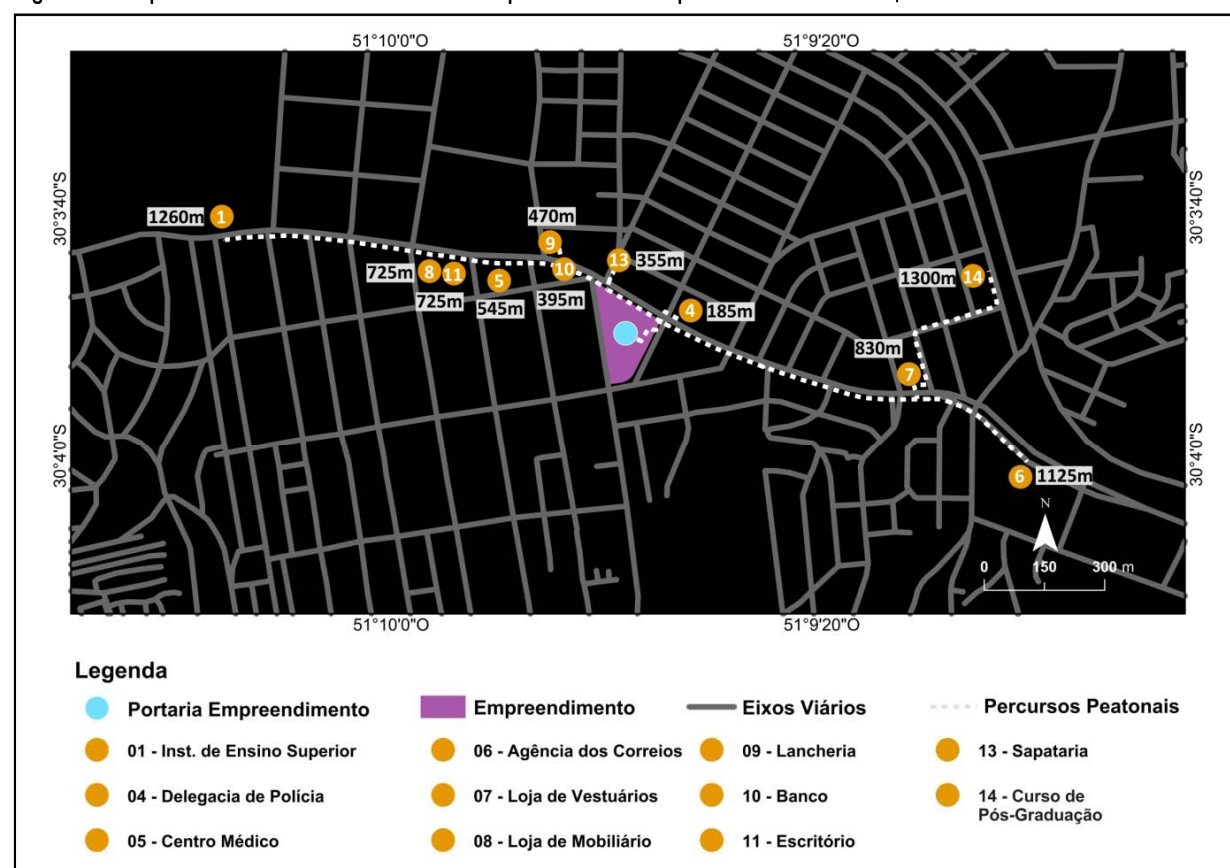 51°10'0"O 51°9'20"O
30°3'40"S
30°3'40"S
1260m 1
470m
9
13 355m
725m 8 11
5
10
725m
545m
395m
4 185m
1300m 14
830m
7
30°4'0"S
30°4'0"S
6 1125m
N
0 150 300 m
51°10'0"O 51°9'20"O
Legenda
Portaria Empreendimento
Empreendimento
Eixos Viários
Percursos Peatonais
01 - Inst. de Ensino Superior
06 - Agência dos Correios
09 - Lancheria
13 - Sapataria
04 - Delegacia de Polícia
07 - Loja de Vestuários
10 - Banco
14 - Curso de
Pós-Graduação
05 - Centro Médico
08 - Loja de Mobiliário
11 - Escritório